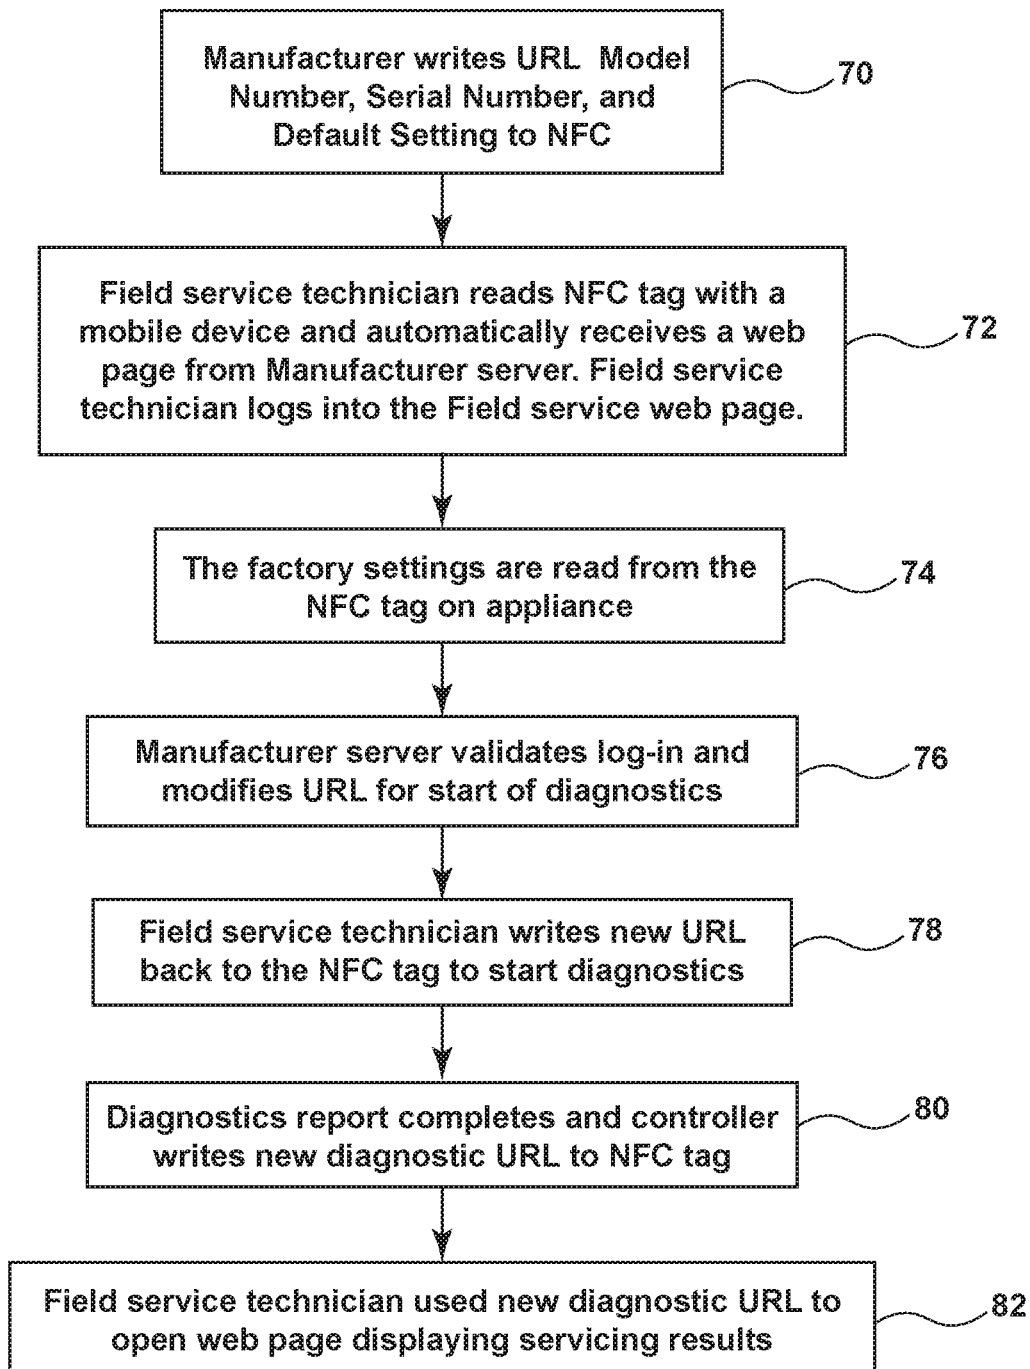 Manufacturer writes URL  Model
Number, Serial Number, and
Default Setting to NFC
70
Field service technician reads NFC tag with a
mobile device and automatically receives a web
page from Manufacturer server. Field service
technician logs into the Field service web page.
72
The factory settings are read from the
NFC tag on appliance
74
Manufacturer server validates log-in and
modifies URL for start of diagnostics
76
Field service technician writes new URL
back to the NFC tag to start diagnostics
78
Diagnostics report completes and controller
writes new diagnostic URL to NFC tag
80
Field service technician used new diagnostic URL to
open web page displaying servicing results
82